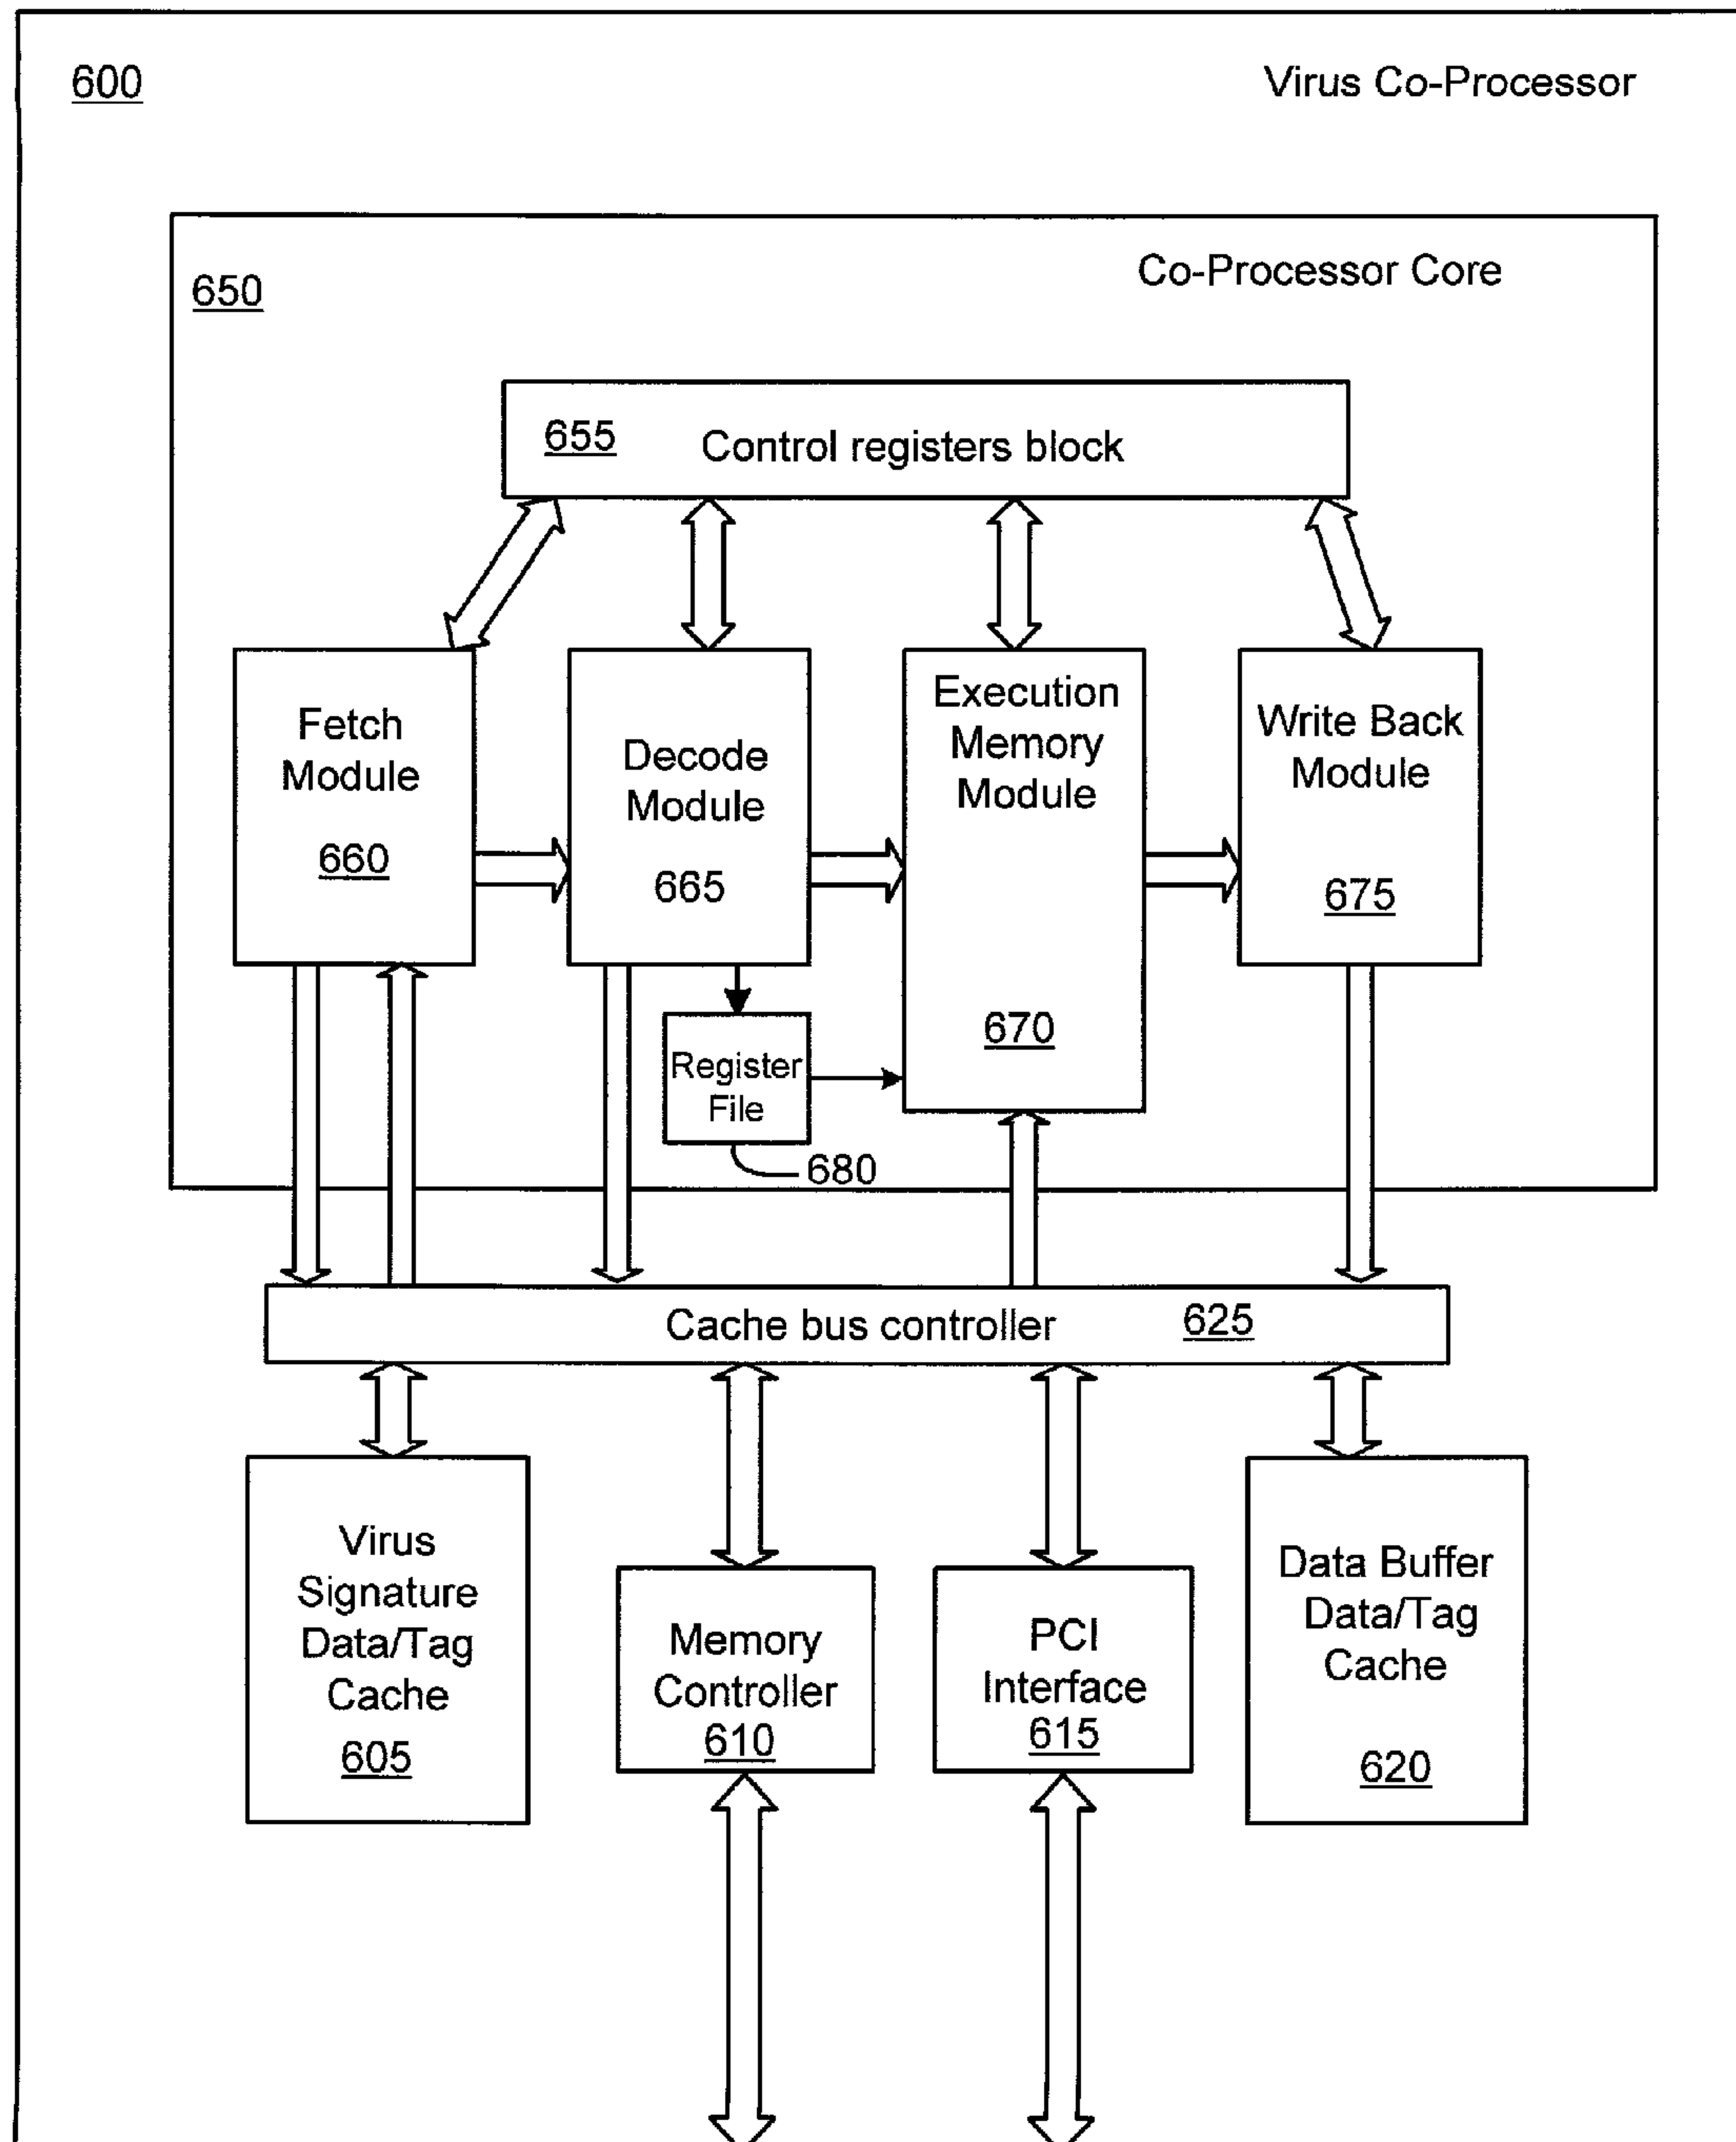 600
Virus Co-Processor
650
Co-Processor Core
655
Control registers block
Fetch
Module
660
Decode
Module
665
Execution
Memory
Module
670
Write Back
Module
675
Register
File
680
Cache bus controller
625
Virus
Signature
Data/Tag
Cache
605
Memory
Controller
610
PCI
Interface
615
Data Buffer
Data/Tag
Cache
620